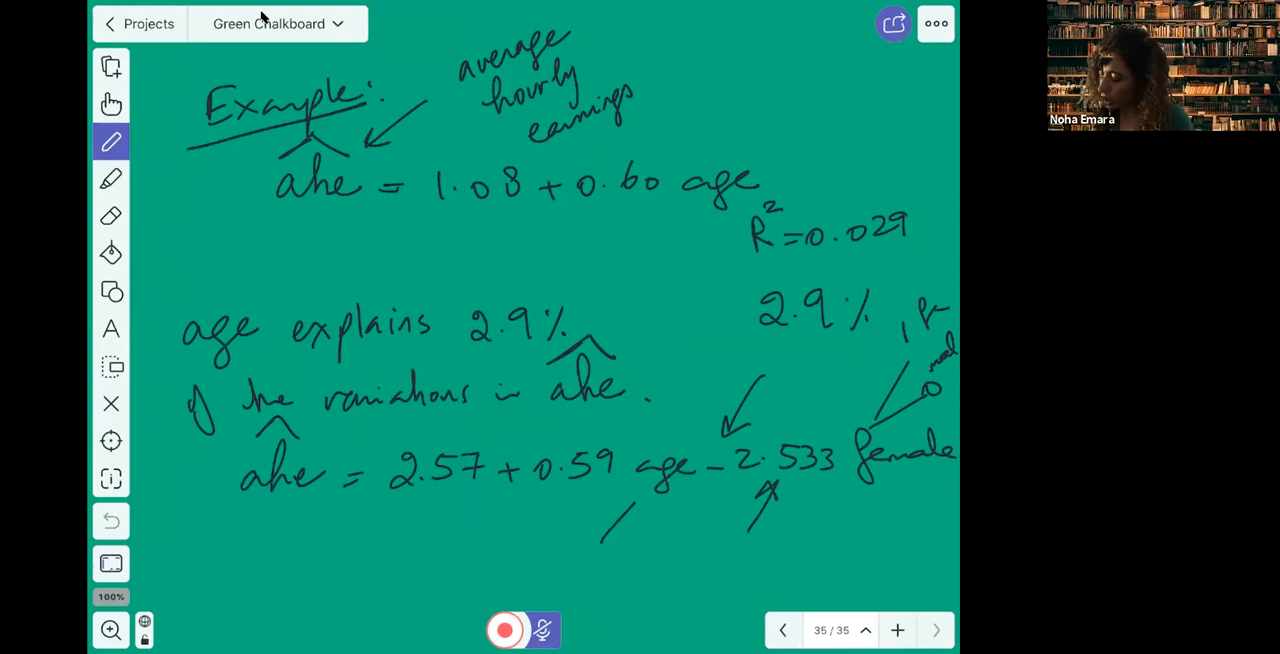 Projects
Green Chalkboard
Noha Emara
average
hourly
earnings
Example:
ahe = 1.08 + 0.60 age
R² = 0.029
2.9%
age explains 2.9%
of the variations in ahe.
1
0
ahe = 2.57 + 0.59 age - 2.533 female
A
100%
35 / 35